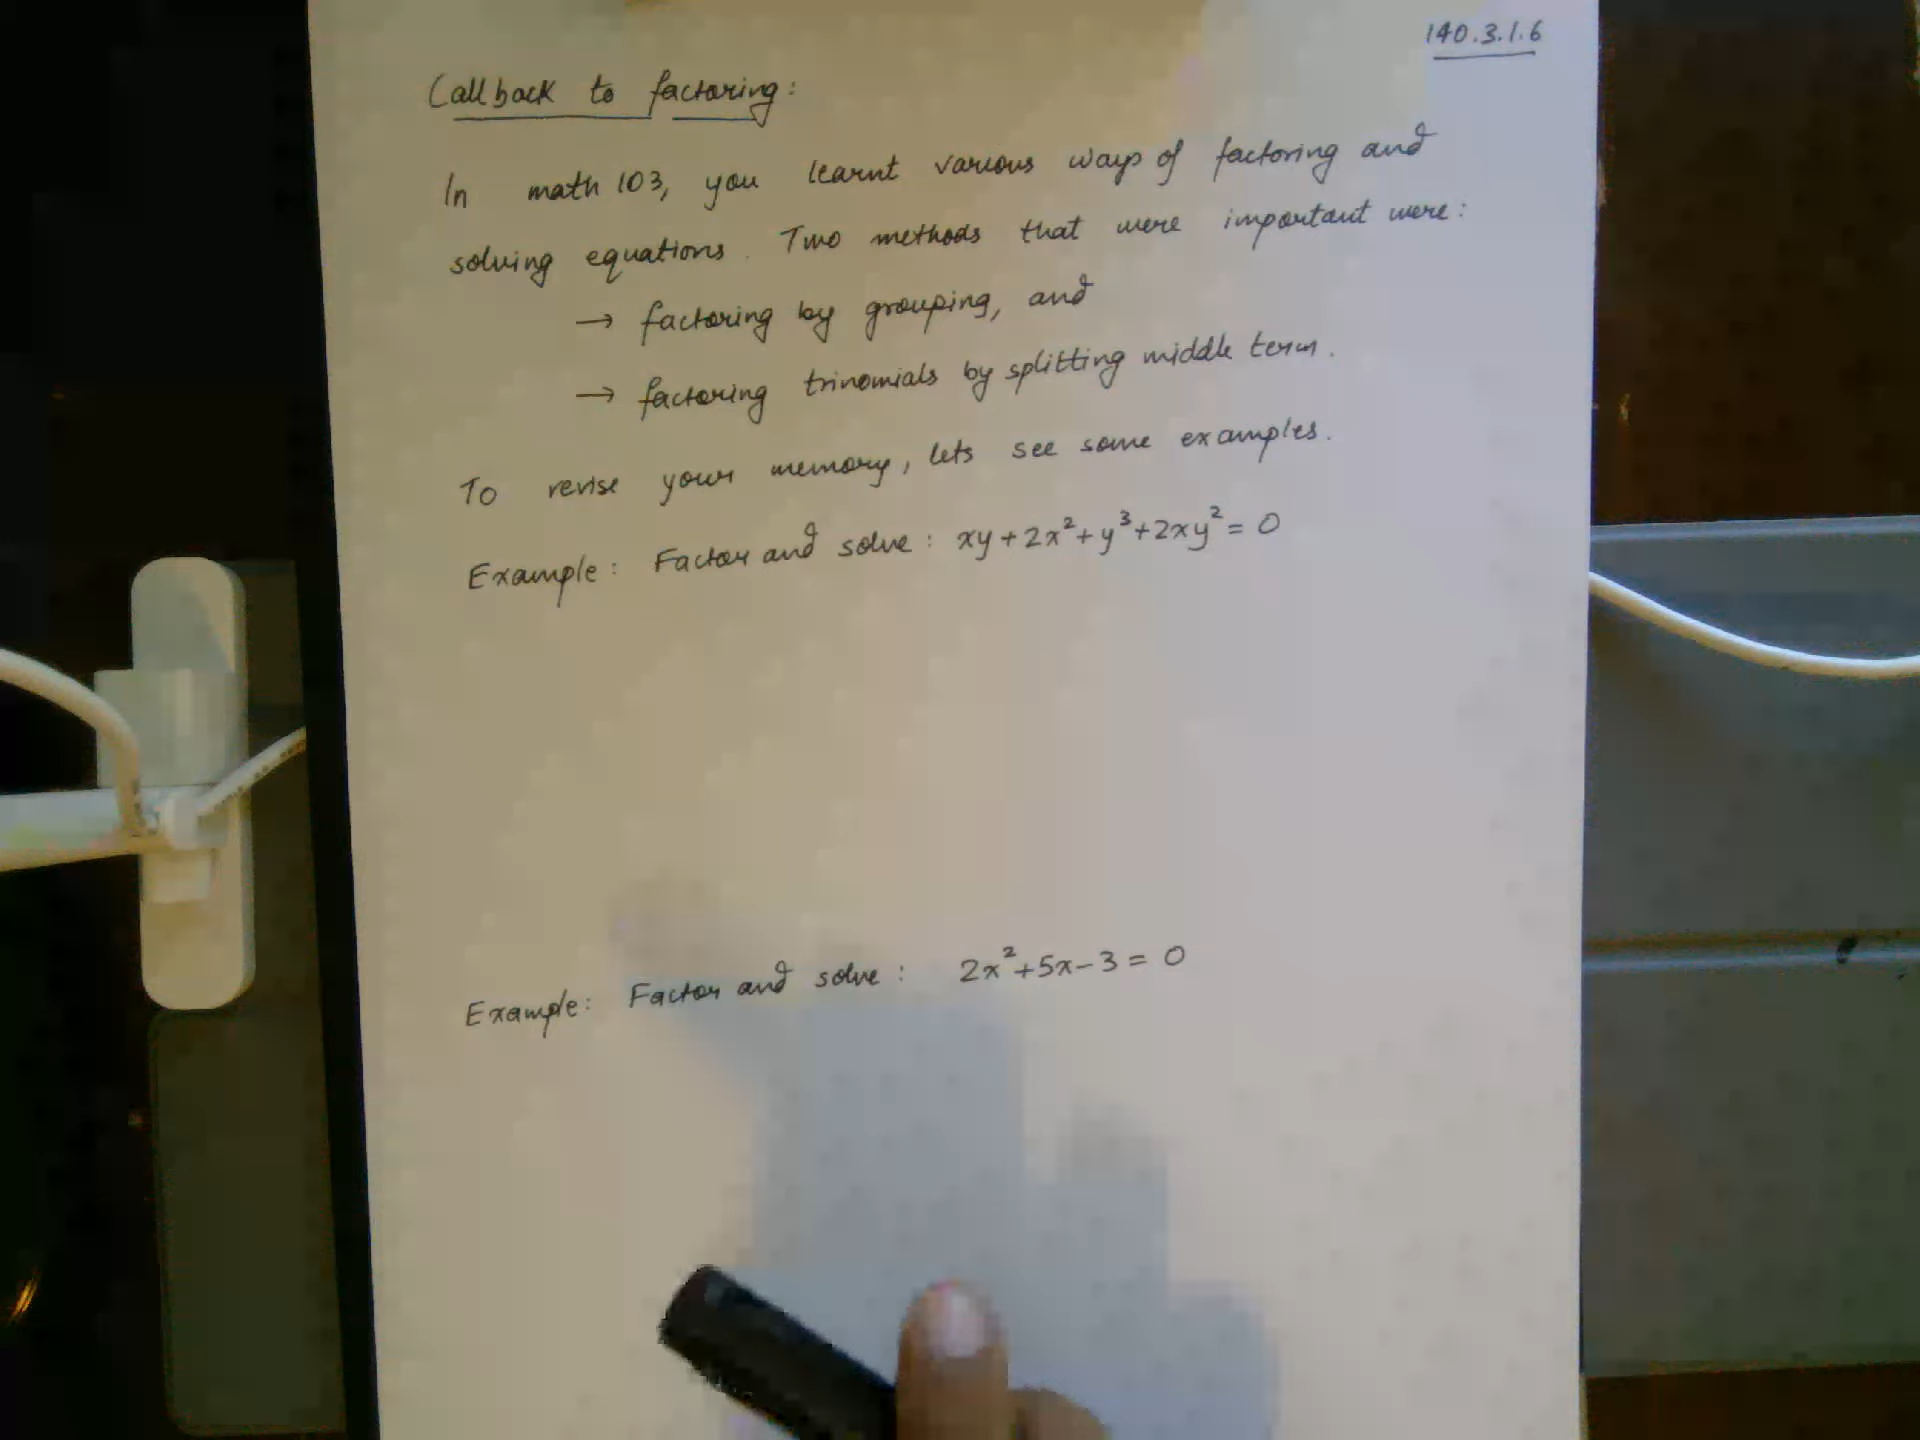 140.3.1.6
Callback to factoring:
In math 103, you learnt various ways of factoring and
solving equations. Two methods that were important were:
→ factoring by grouping, and
→ factoring trinomials by splitting middle term.
To revise your memory, lets see some examples.
Example: Factor and solve: xy+2x²+y³+2xy²=0
Example: Factor and solve: 2x²+5x-3=0